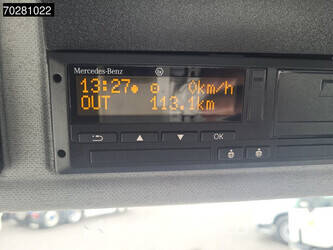 70281022
Mercedes-Benz
13:27 0km/h
OUT 113.1km
OK